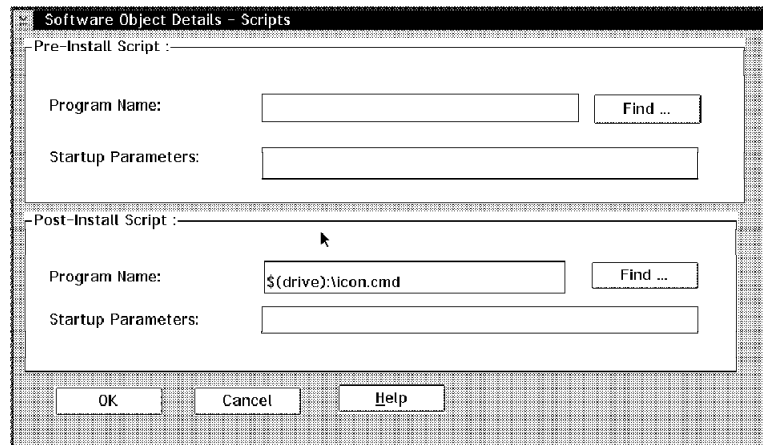 Software Object Details - Scripts
Pre-Install Script :
Program Name:
Find ...
Startup Parameters:
Post-Install Script :
Program Name:
$(drive):\icon.cmd
Find ...
Startup Parameters:
OK
Cancel
Help